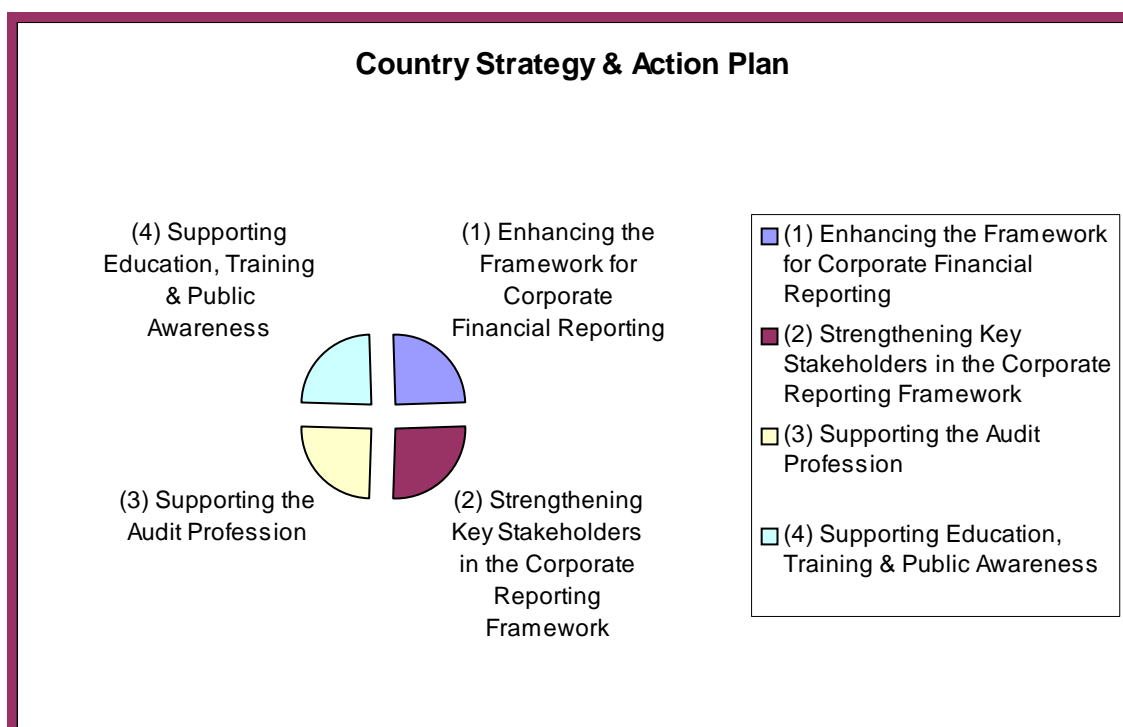 Country Strategy & Action Plan
(4) Supporting
Education, Training
& Public
Awareness
(1) Enhancing the
Framework for
Corporate
Financial Reporting
(3) Supporting the
Audit Profession
(2) Strengthening
Key Stakeholders
in the Corporate
Reporting
Framework
(1) Enhancing the Framework
for Corporate Financial
Reporting
(2) Strengthening Key
Stakeholders in the Corporate
Reporting Framework
(3) Supporting the Audit
Profession
(4) Supporting Education,
Training & Public Awareness